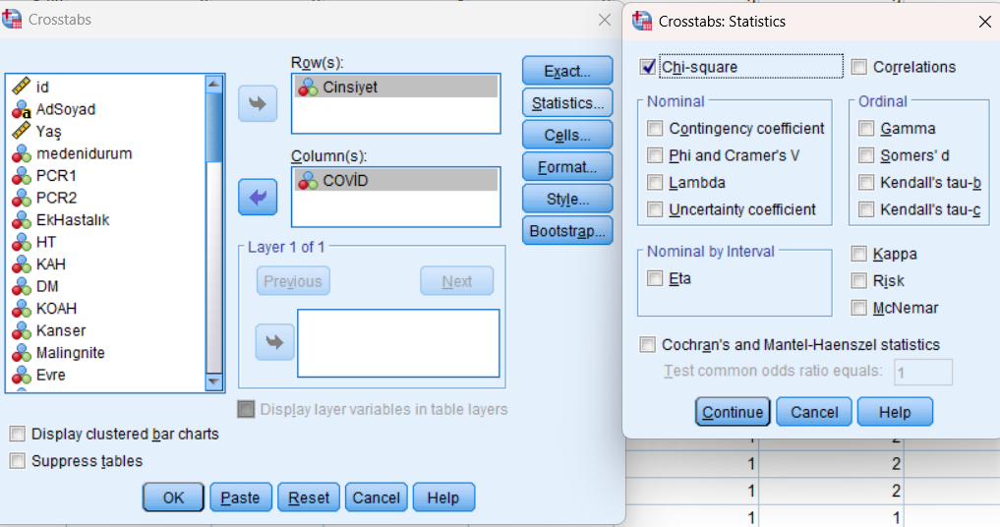 Crosstabs
id
AdSoyad
Yaş
medenidurum
PCR1
PCR2
EkHastalık
HT
KAH
DM
KOAH
Kanser
Malingnite
Evre
Row(s):
Cinsiyet
Column(s):
COVİD
Layer 1 of 1
Previous
Next
Display layer variables in table layers
Exact...
Statistics...
Cells...
Format...
Style...
Bootstrap...
Display clustered bar charts
Suppress tables
OK
Paste
Reset
Cancel
Help
Crosstabs: Statistics
Chi-square
Correlations
Nominal
Contingency coefficient
Phi and Cramer's V
Lambda
Uncertainty coefficient
Ordinal
Gamma
Somers' d
Kendall's tau-b
Kendall's tau-c
Nominal by Interval
Eta
Kappa
Risk
McNemar
Cochran's and Mantel-Haenszel statistics
Test common odds ratio equals: 1
Continue
Cancel
Help
1 2
1 2
1 1